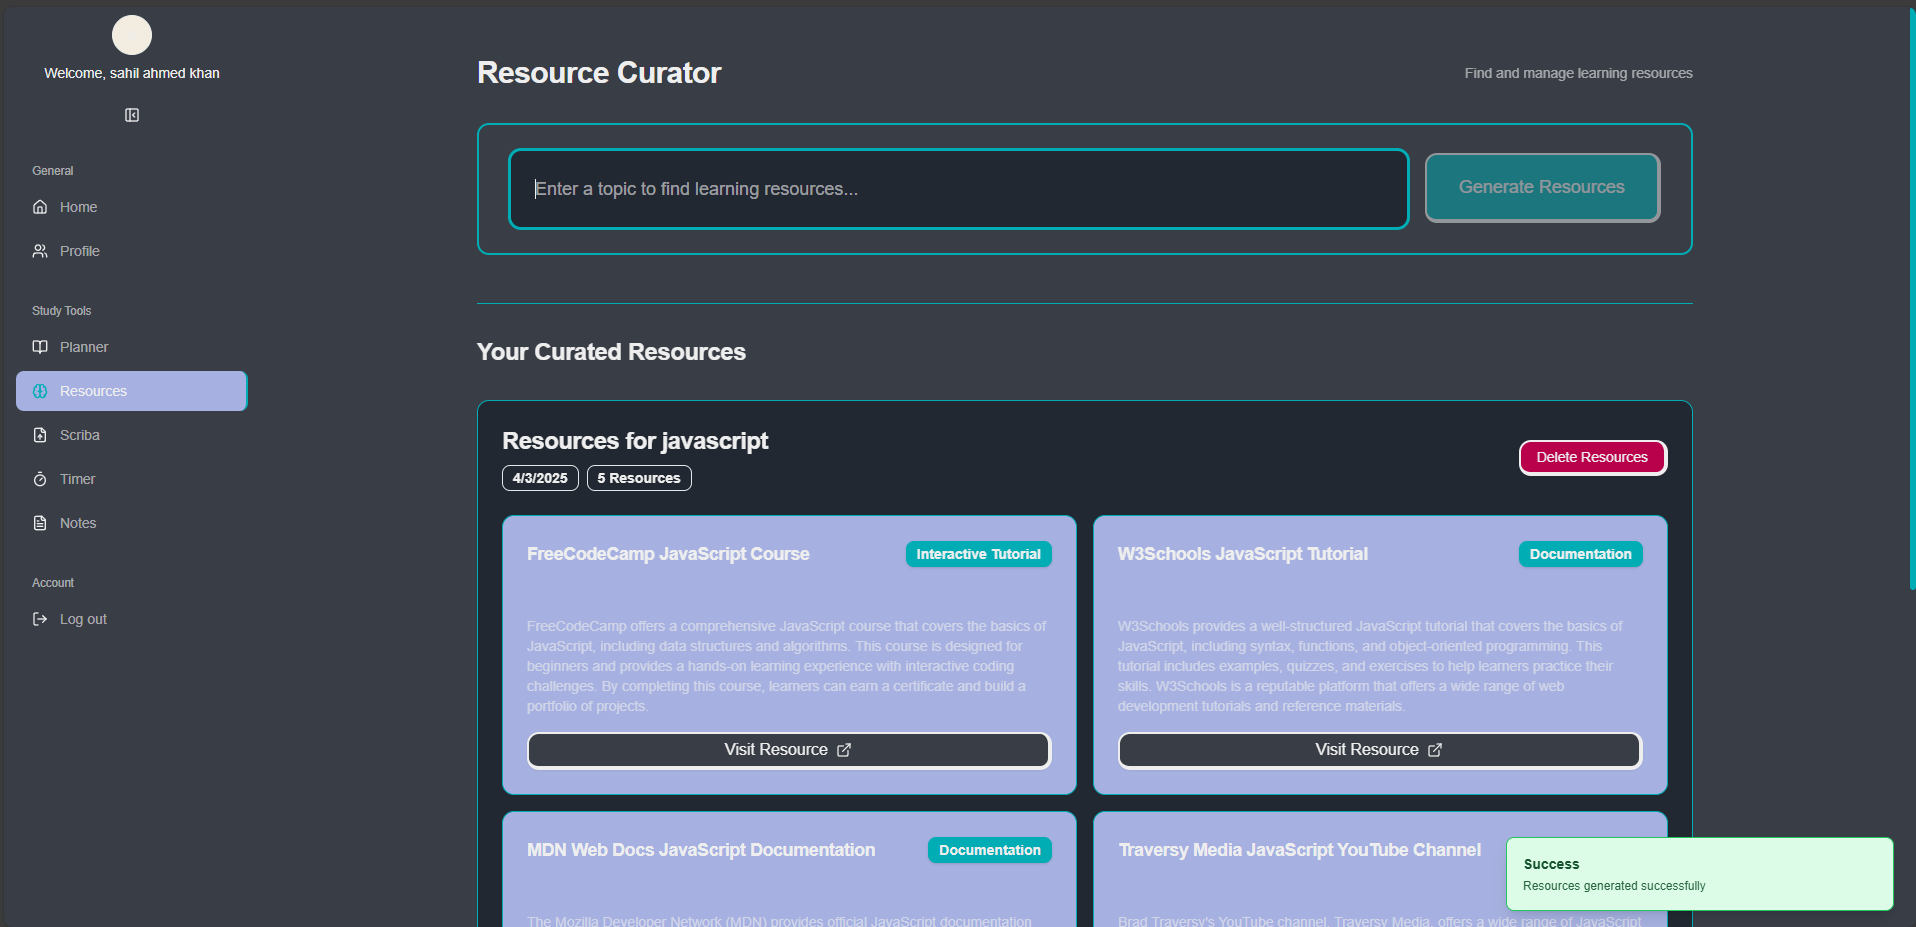 Welcome, sahil ahmed khan
General
Home
Profile
Study Tools
Planner
Resources
Scriba
Timer
Notes
Account
Log out
Resource Curator
Find and manage learning resources
Enter a topic to find learning resources...
Generate Resources
Your Curated Resources
Resources for javascript
4/3/2025
5 Resources
Delete Resources
FreeCodeCamp JavaScript Course
Interactive Tutorial
FreeCodeCamp offers a comprehensive JavaScript course that covers the basics of
JavaScript, including data structures and algorithms. This course is designed for
beginners and provides a hands-on learning experience with interactive coding
challenges. By completing this course, learners can earn a certificate and build a
portfolio of projects.
Visit Resource
W3Schools JavaScript Tutorial
Documentation
W3Schools provides a well-structured JavaScript tutorial that covers the basics of
JavaScript, including syntax, functions, and object-oriented programming. This
tutorial includes examples, quizzes, and exercises to help learners practice their
skills. W3Schools is a reputable platform that offers a wide range of web
development tutorials and reference materials.
Visit Resource
MDN Web Docs JavaScript Documentation
Documentation
The Mozilla Developer Network (MDN) provides official JavaScript documentation
Traversy Media JavaScript YouTube Channel
Brad Traversy's YouTube channel, Traversy Media, offers a wide range of JavaScript
Success
Resources generated successfully